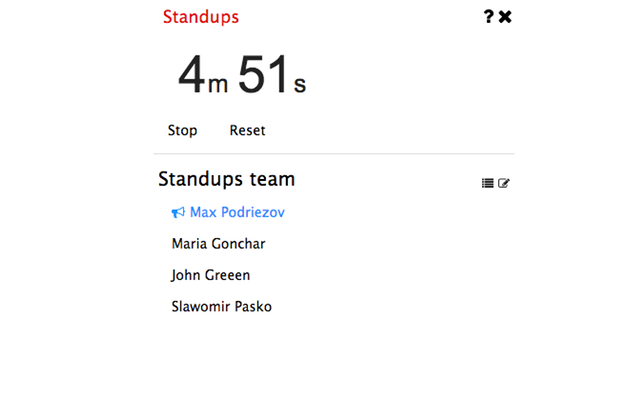 Standups ? ✖
4m 51s
Stop Reset
Standups team
Max Podriezov
Maria Gonchar
John Greeen
Slawomir Pasko